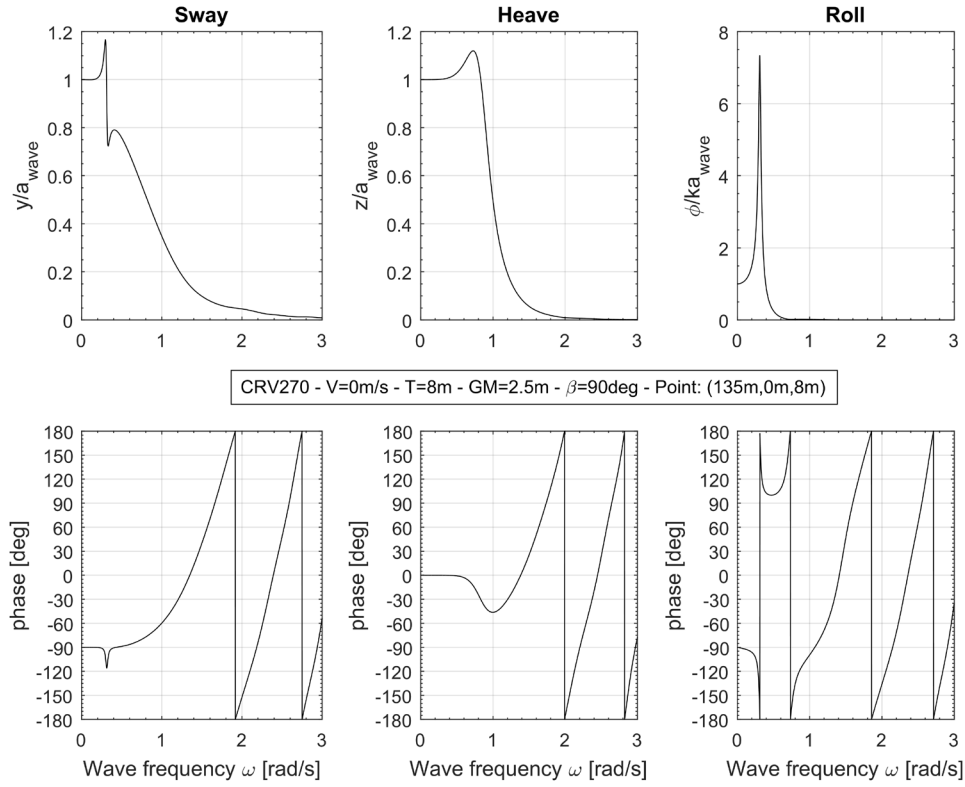 Sway Heave Roll
1.2 1.2 8
1 1
0.8 0.8 6
0.6 0.6 4
0.4 0.4
0.2 0.2 2
0 0 0
y/a_wave z/a_wave ϕ/ka_wave
0 1 2 3 0 1 2 3 0 1 2 3
CRV270 - V=0m/s - T=8m - GM=2.5m - β=90deg - Point: (135m,0m,8m)
180 180 180
150 150 150
120 120 120
90 90 90
60 60 60
30 30 30
0 0 0
-30 -30 -30
-60 -60 -60
-90 -90 -90
-120 -120 -120
-150 -150 -150
-180 -180 -180
phase [deg] phase [deg] phase [deg]
0 1 2 3 0 1 2 3 0 1 2 3
Wave frequency ω [rad/s] Wave frequency ω [rad/s] Wave frequency ω [rad/s]